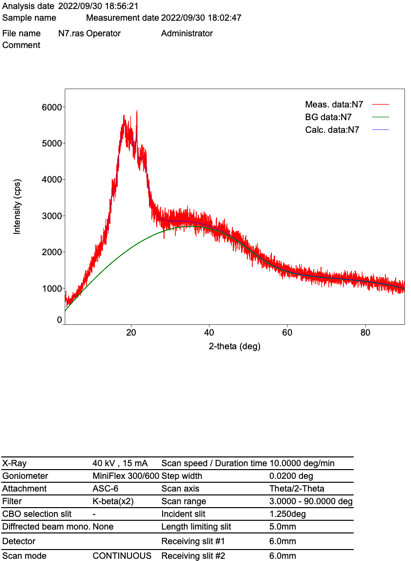 Analysis date 2022/09/30 18:56:21
Sample name Measurement date 2022/09/30 18:02:47
File name N7.ras Operator Administrator
Comment
Meas. data:N7
BG data:N7
Calc. data:N7
6000
5000
4000
3000
2000
1000
0
Intensity (cps)
20 40 60 80
2-theta (deg)
X-Ray 40 kV , 15 mA Scan speed / Duration time 10.0000 deg/min
Goniometer MiniFlex 300/600 Step width 0.0200 deg
Attachment ASC-6 Scan axis Theta/2-Theta
Filter K-beta(x2) Scan range 3.0000 - 90.0000 deg
CBO selection slit - Incident slit 1.250deg
Diffrected beam mono. None Length limiting slit 5.0mm
Detector Receiving slit #1 6.0mm
Scan mode CONTINUOUS Receiving slit #2 6.0mm